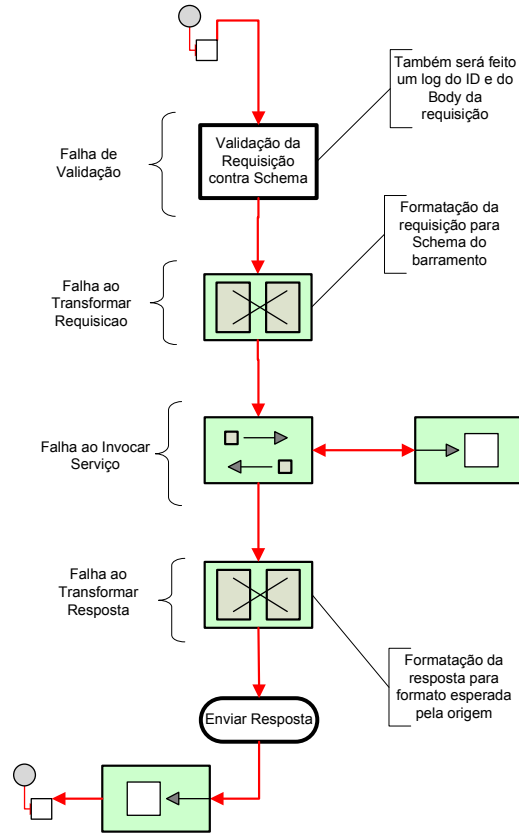 Também será feito
um log do ID e do
Body da
requisição
Validação da
Requisição
contra Schema
Falha de
Validação
Formatação da
requisição para
Schema do
barramento
Falha ao
Transformar
Requisicao
Falha ao Invocar
Serviço
Falha ao
Transformar
Resposta
Formatação da
resposta para
formato esperada
pela origem
Enviar Resposta